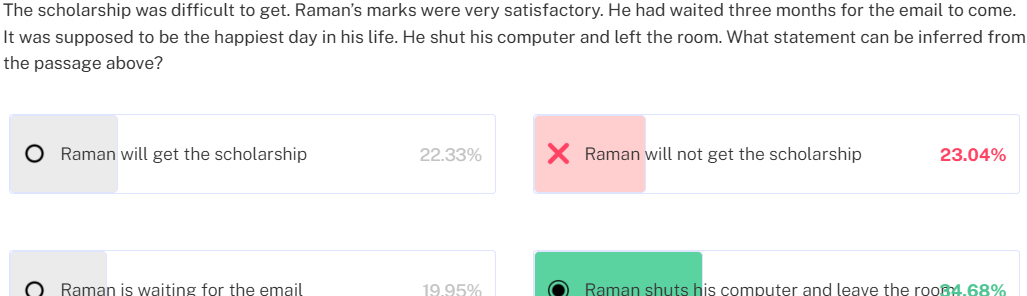 The scholarship was difficult to get. Raman's marks were very satisfactory. He had waited three months for the email to come.
It was supposed to be the happiest day in his life. He shut his computer and left the room. What statement can be inferred from
the passage above?
Raman will get the scholarship 22.33%
Raman will not get the scholarship 23.04%
Raman is waiting for the email 19.95%
Raman shuts his computer and leave the room 34.68%